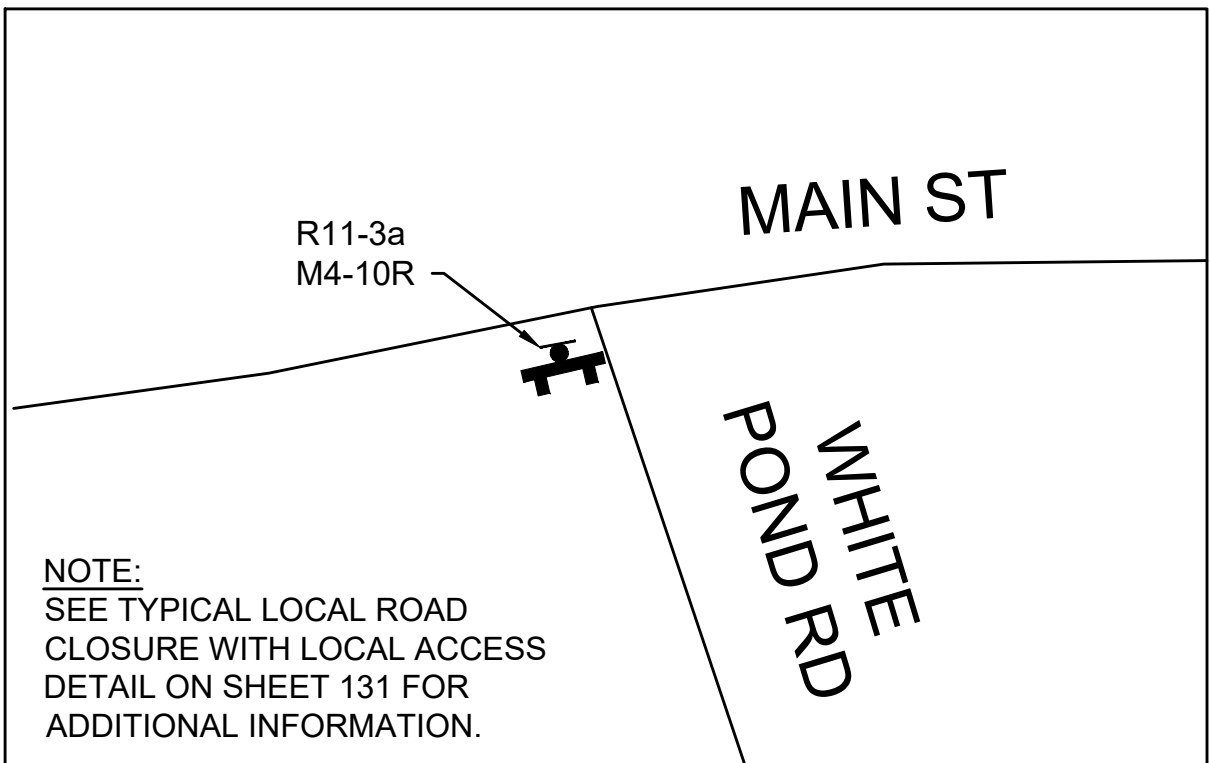 MAIN ST
R11-3a
M4-10R
WHITE
POND RD
NOTE:
SEE TYPICAL LOCAL ROAD
CLOSURE WITH LOCAL ACCESS
DETAIL ON SHEET 131 FOR
ADDITIONAL INFORMATION.